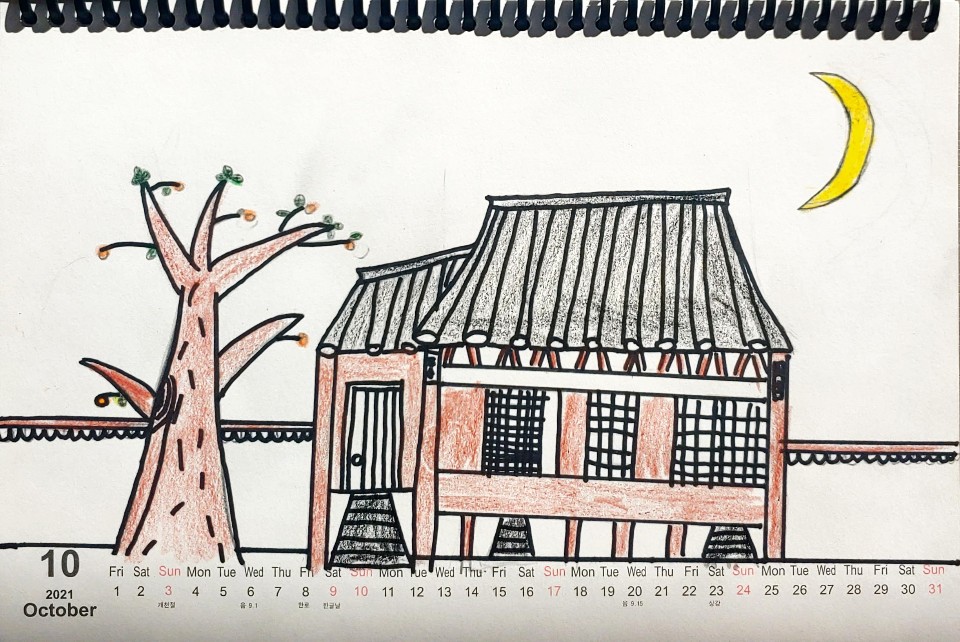 10
2021
October
Fri Sat Sun Mon Tue Wed Thu Fri Sat Sun Mon Tue Wed Thu Fri Sat Sun Mon Tue Wed Thu Fri Sat Sun Mon Tue Wed Thu Fri Sat Sun
1 2 3 4 5 6 7 8 9 10 11 12 13 14 15 16 17 18 19 20 21 22 23 24 25 26 27 28 29 30 31
개천절 음 9.1 한로 한글날 음 9.15 상강